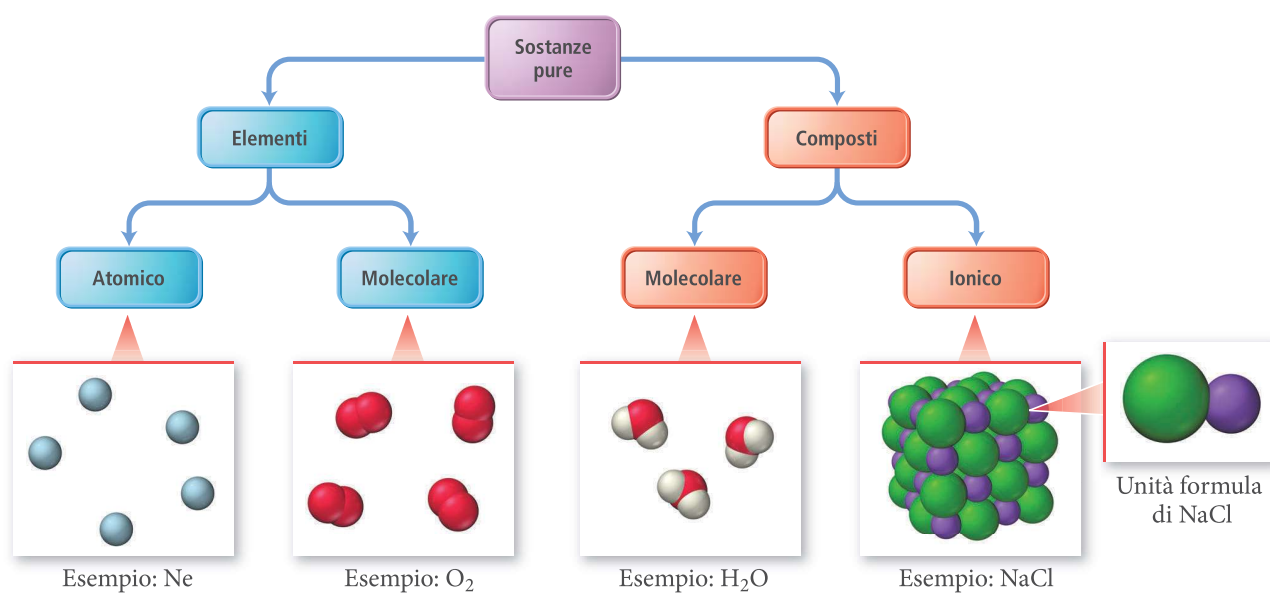 Sostanze
pure
Elementi
Composti
Atomico
Molecolare
Molecolare
Ionico
Unità formula
di NaCl
Esempio: Ne
Esempio: O₂
Esempio: H₂O
Esempio: NaCl